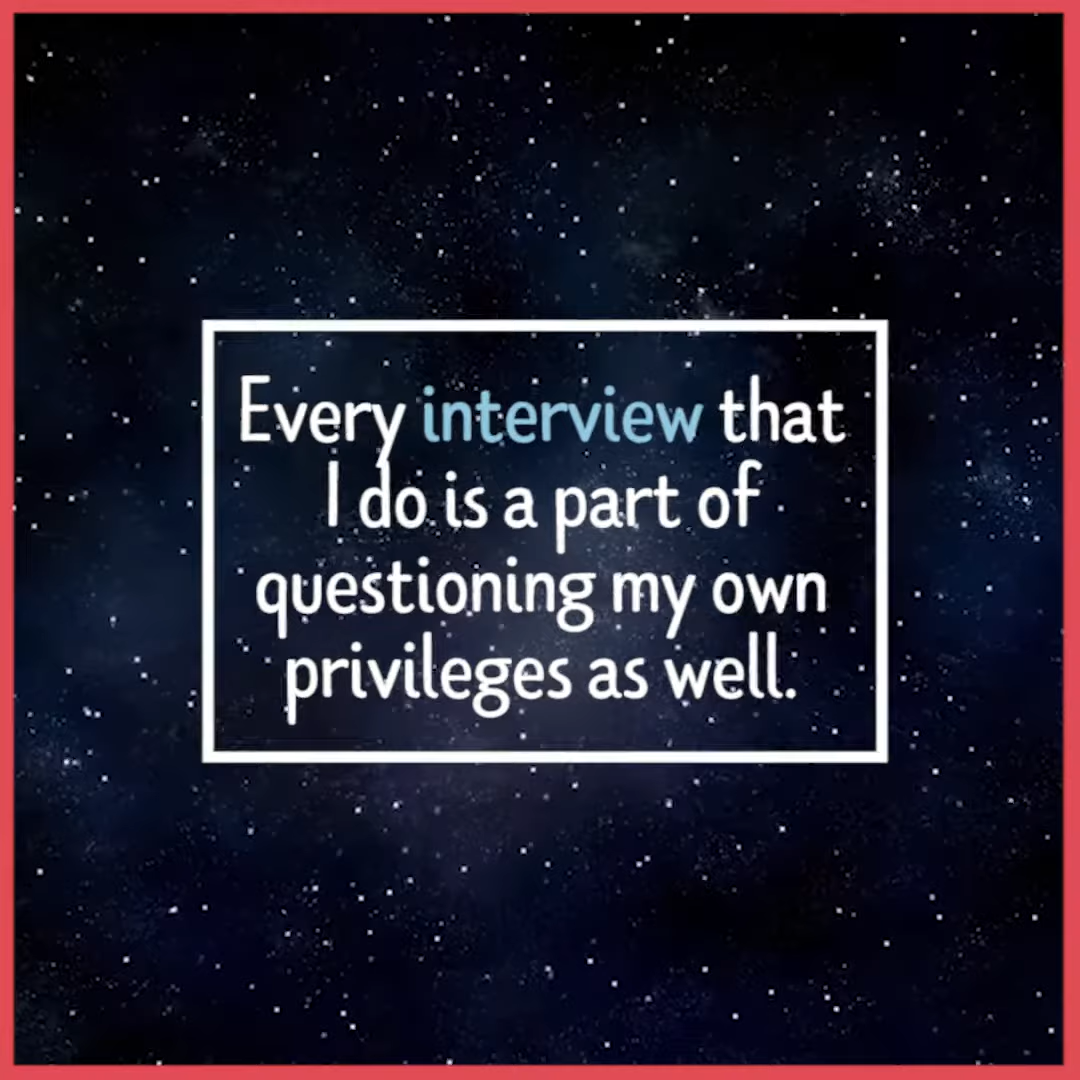 Every interview that
I do is a part of
questioning my own
privileges as well.